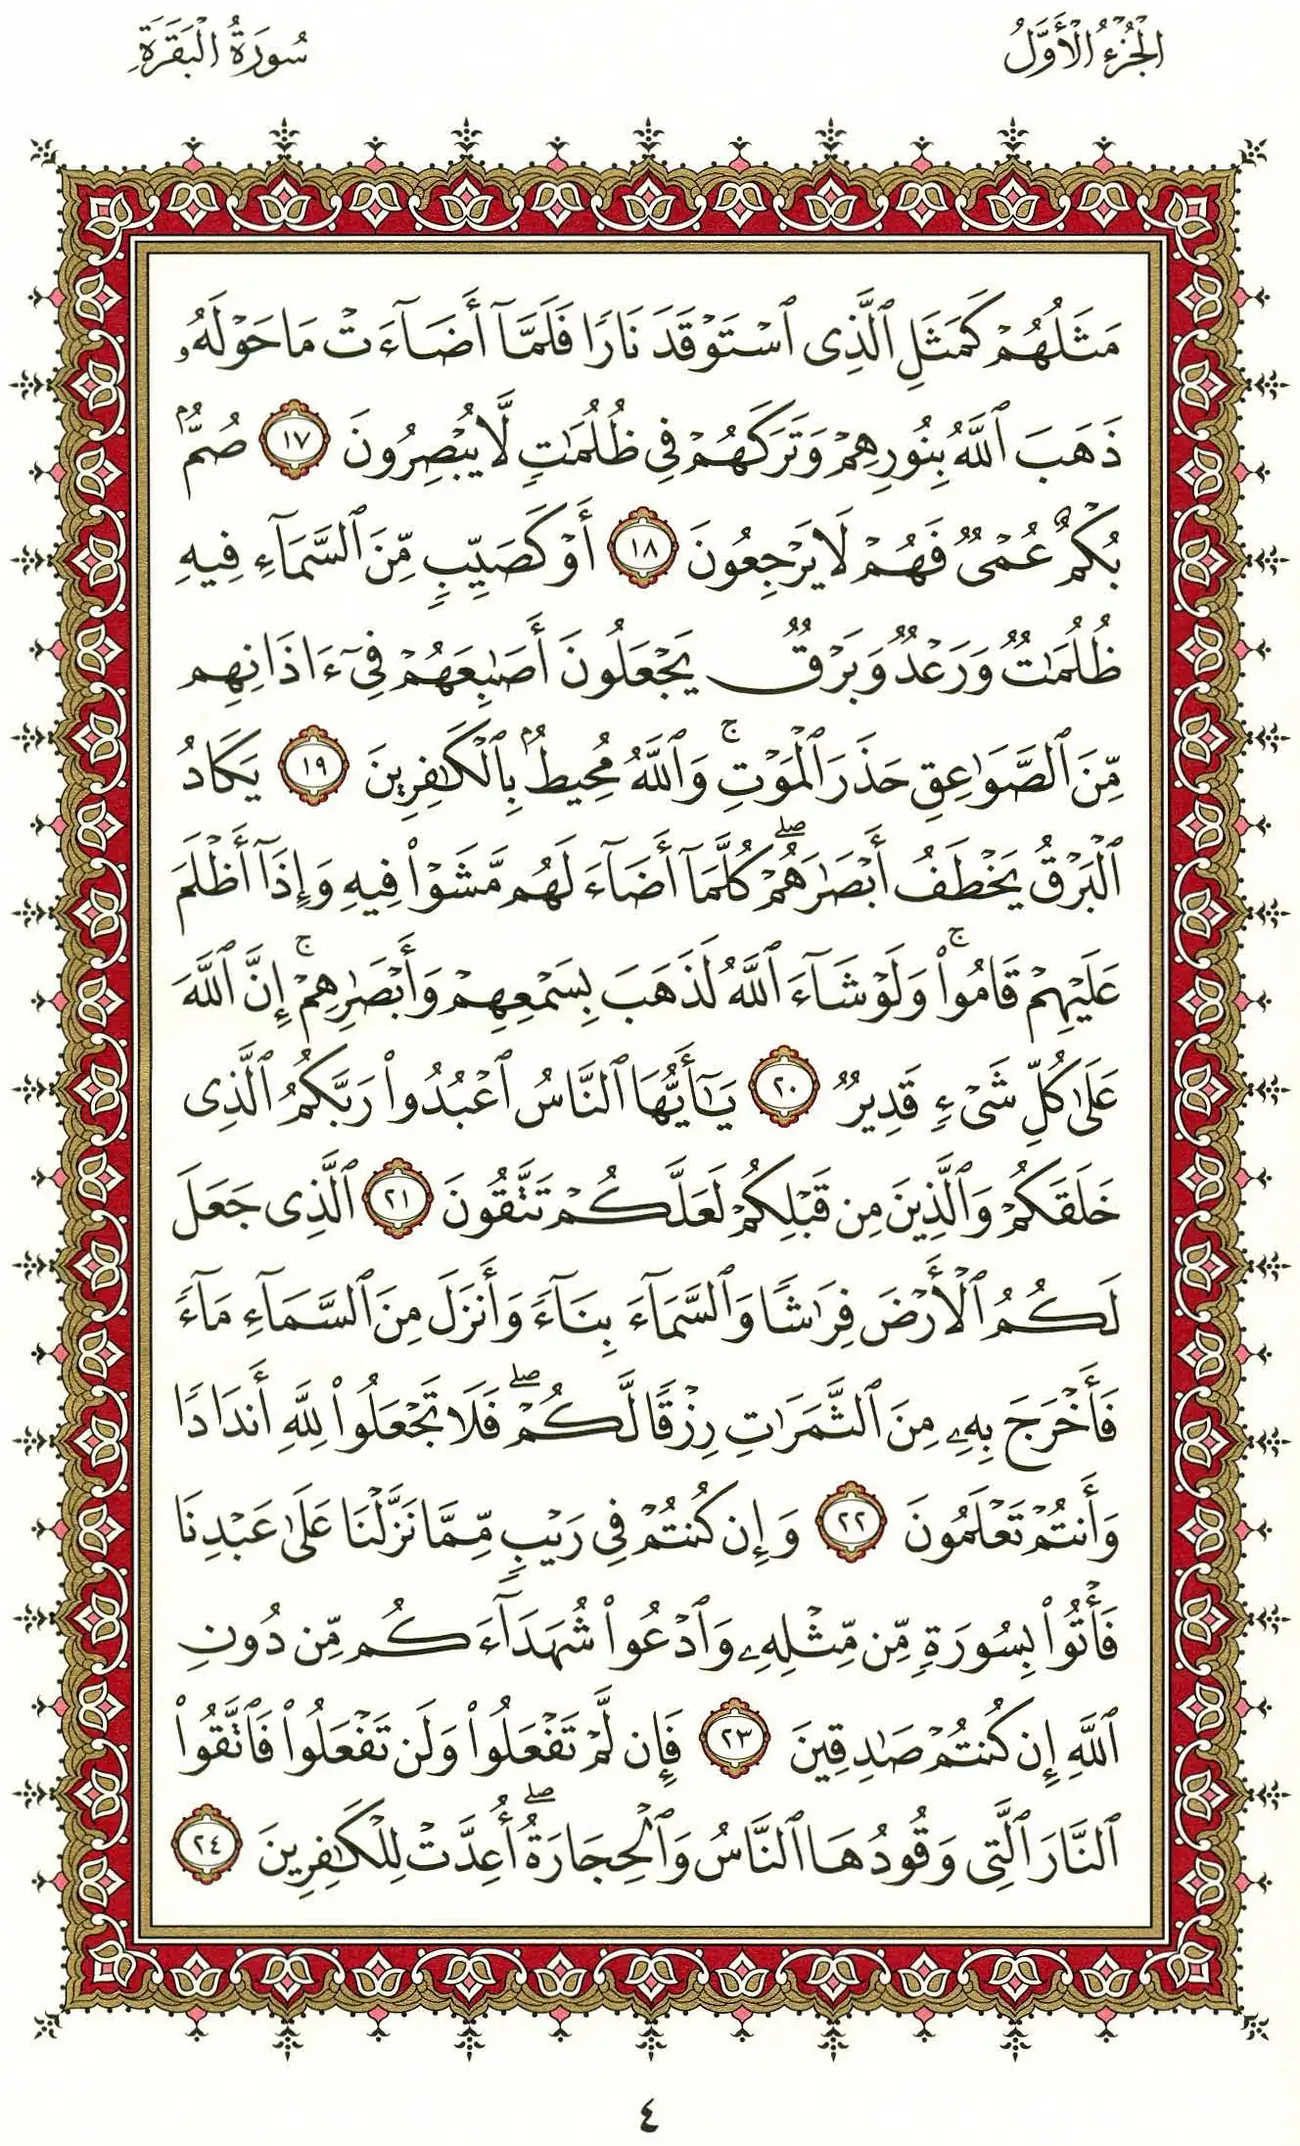 الجُزْءُ الأَوَّلُ
سُورَةُ البَقَرَةِ
مَثَلُهُمْ كَمَثَلِ ٱلَّذِى ٱسْتَوْقَدَ نَارًا فَلَمَّآ أَضَآءَتْ مَا حَوْلَهُۥ
ذَهَبَ ٱللَّهُ بِنُورِهِمْ وَتَرَكَهُمْ فِى ظُلُمَٰتٍ لَّا يُبْصِرُونَ ١٧ صُمٌّۢ
بُكْمٌ عُمْىٌ فَهُمْ لَا يَرْجِعُونَ ١٨ أَوْ كَصَيِّبٍ مِّنَ ٱلسَّمَآءِ فِيهِ
ظُلُمَٰتٌ وَرَعْدٌ وَبَرْقٌ يَجْعَلُونَ أَصَٰبِعَهُمْ فِىٓ ءَاذَانِهِم
مِّنَ ٱلصَّوَٰعِقِ حَذَرَ ٱلْمَوْتِ ۚ وَٱللَّهُ مُحِيطٌۢ بِٱلْكَٰفِرِينَ ١٩ يَكَادُ
ٱلْبَرْقُ يَخْطَفُ أَبْصَٰرَهُمْ ۖ كُلَّمَآ أَضَآءَ لَهُم مَّشَوْا۟ فِيهِ وَإِذَآ أَظْلَمَ
عَلَيْهِمْ قَامُوا۟ ۚ وَلَوْ شَآءَ ٱللَّهُ لَذَهَبَ بِسَمْعِهِمْ وَأَبْصَٰرِهِمْ ۚ إِنَّ ٱللَّهَ
عَلَىٰ كُلِّ شَىْءٍ قَدِيرٌ ٢٠ يَٰٓأَيُّهَا ٱلنَّاسُ ٱعْبُدُوا۟ رَبَّكُمُ ٱلَّذِى
خَلَقَكُمْ وَٱلَّذِينَ مِن قَبْلِكُمْ لَعَلَّكُمْ تَتَّقُونَ ٢١ ٱلَّذِى جَعَلَ
لَكُمُ ٱلْأَرْضَ فِرَٰشًا وَٱلسَّمَآءَ بِنَآءً وَأَنزَلَ مِنَ ٱلسَّمَآءِ مَآءً
فَأَخْرَجَ بِهِۦ مِنَ ٱلثَّمَرَٰتِ رِزْقًا لَّكُمْ ۖ فَلَا تَجْعَلُوا۟ لِلَّهِ أَندَادًا
وَأَنتُمْ تَعْلَمُونَ ٢٢ وَإِن كُنتُمْ فِى رَيْبٍ مِّمَّا نَزَّلْنَا عَلَىٰ عَبْدِنَا
فَأْتُوا۟ بِسُورَةٍ مِّن مِّثْلِهِۦ وَٱدْعُوا۟ شُهَدَآءَكُم مِّن دُونِ
ٱللَّهِ إِن كُنتُمْ صَٰدِقِينَ ٢٣ فَإِن لَّمْ تَفْعَلُوا۟ وَلَن تَفْعَلُوا۟ فَٱتَّقُوا۟
ٱلنَّارَ ٱلَّتِى وَقُودُهَا ٱلنَّاسُ وَٱلْحِجَارَةُ ۖ أُعِدَّتْ لِلْكَٰفِرِينَ ٢٤
٤